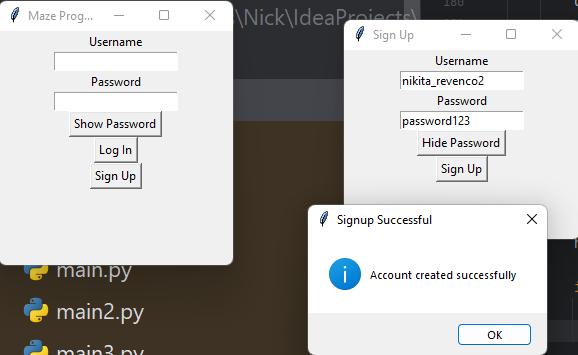 \Nick\IdeaProjects\
180
Maze Prog...
Username
Password
Show Password
Log In
Sign Up
Sign Up
Username
nikita_revenco2
Password
password123
Hide Password
Sign Up
Signup Successful
Account created successfully
OK
main.py
main2.py
main3.py